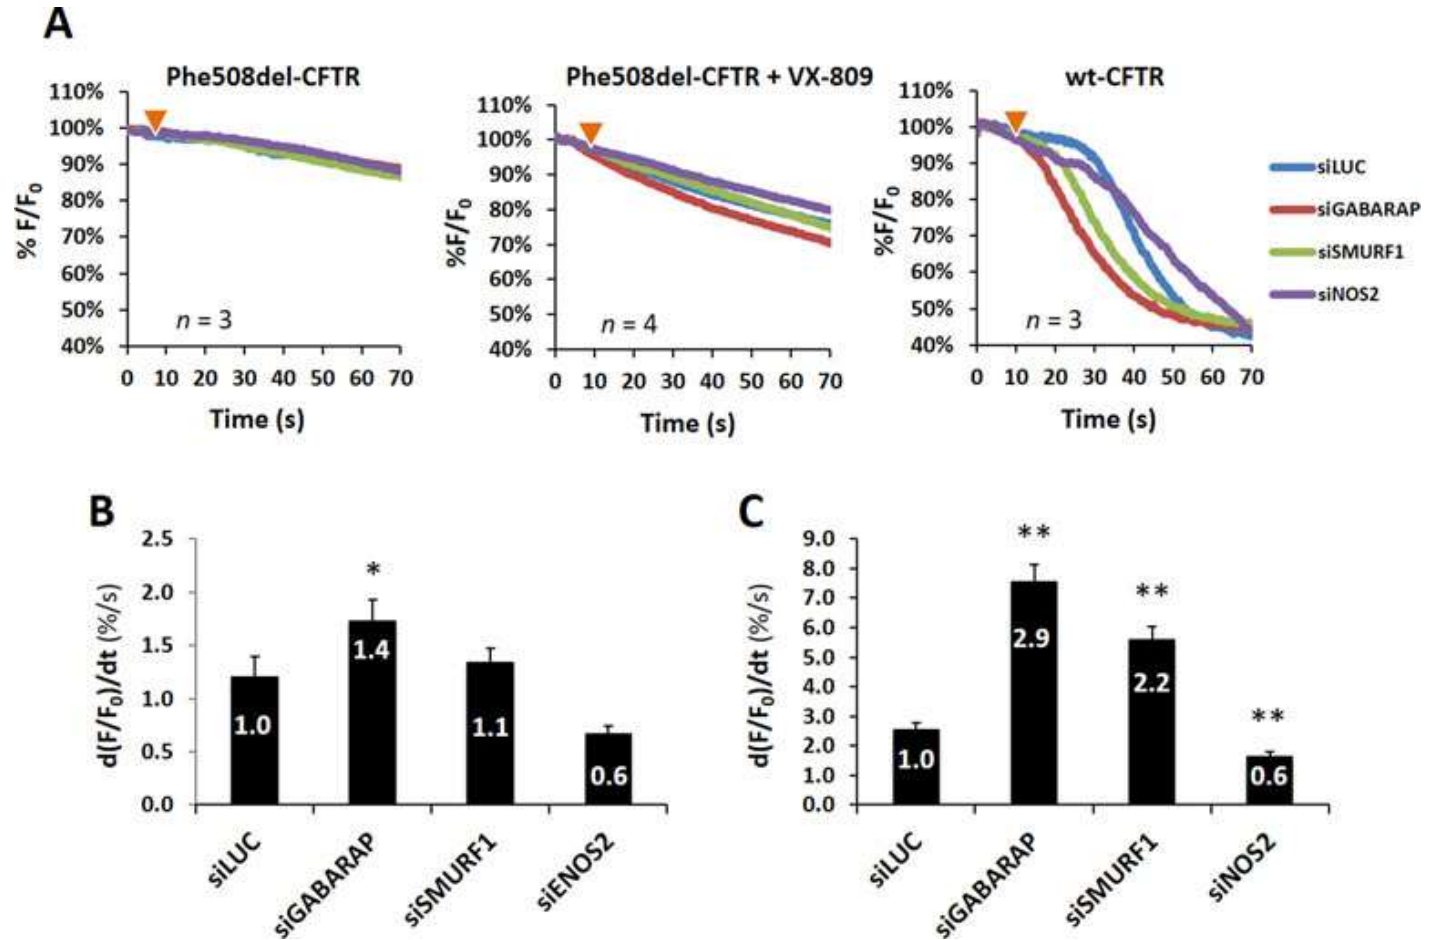 A
Phe508del-CFTR
Phe508del-CFTR + VX-809
wt-CFTR
110%
100%
90%
80%
70%
60%
50%
40%
% F/F0
n = 3
0 10 20 30 40 50 60 70
Time (s)
110%
100%
90%
80%
70%
60%
50%
40%
%F/F0
n = 4
0 10 20 30 40 50 60 70
Time (s)
110%
100%
90%
80%
70%
60%
50%
40%
%F/F0
n = 3
0 10 20 30 40 50 60 70
Time (s)
siLUC
siGABARAP
siSMURF1
siNOS2
B
2.5
2.0
1.5
1.0
0.5
0.0
d(F/F0)/dt (%/s)
*
1.0
1.4
1.1
0.6
siLUC
siGABARAP
siSMURF1
siENOS2
C
9.0
8.0
7.0
6.0
5.0
4.0
3.0
2.0
1.0
0.0
d(F/F0)/dt (%/s)
**
**
**
1.0
2.9
2.2
0.6
siLUC
siGABARAP
siSMURF1
siNOS2